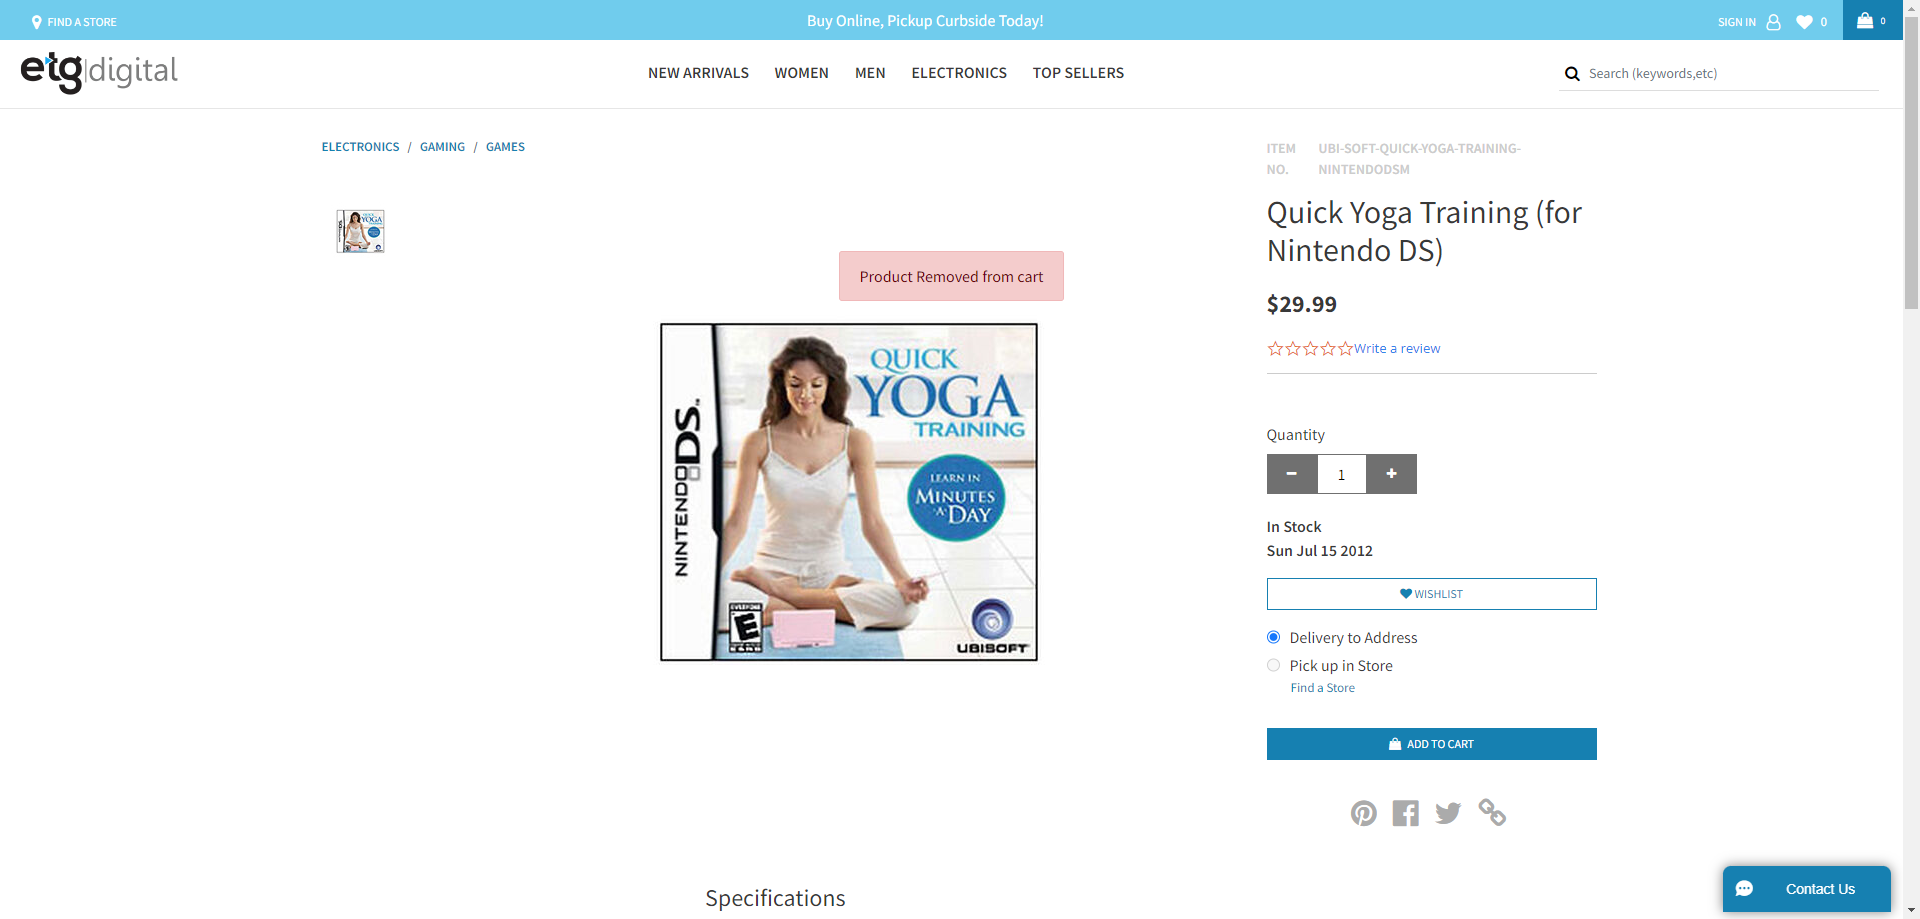 FIND A STORE
Buy Online, Pickup Curbside Today!
SIGN IN
0
0
etg|digital
NEW ARRIVALS
WOMEN
MEN
ELECTRONICS
TOP SELLERS
Search (keywords,etc)
ELECTRONICS / GAMING / GAMES
ITEM NO.
UBI-SOFT-QUICK-YOGA-TRAINING-
NINTENDODSM
Quick Yoga Training (for
Nintendo DS)
$29.99
Write a review
Product Removed from cart
NINTENDO DS.
QUICK
YOGA
TRAINING
LEARN IN
MINUTES
·A·
DAY
EVERYONE
E
UBISOFT
Quantity
− 1 +
In Stock
Sun Jul 15 2012
WISHLIST
Delivery to Address
Pick up in Store
Find a Store
ADD TO CART
Specifications
Contact Us